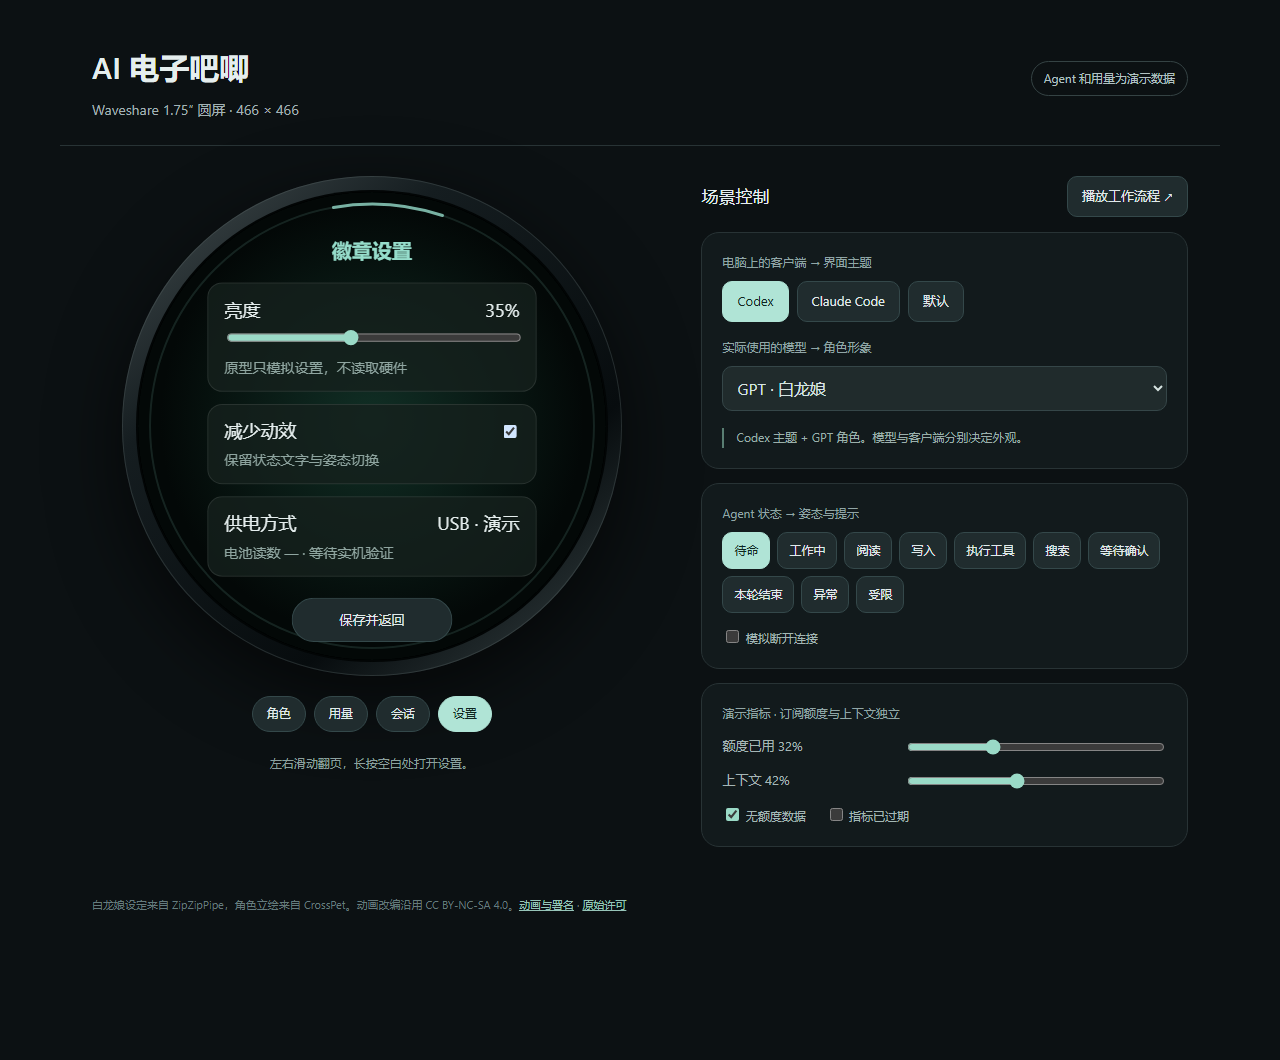 AI 电子吧唧
Waveshare 1.75" 圆屏 · 466 × 466
Agent 和用量为演示数据
徽章设置
亮度 35%
原型只模拟设置，不读取硬件
减少动效
保留状态文字与姿态切换
供电方式 USB · 演示
电池读数 — · 等待实机验证
保存并返回
角色 用量 会话 设置
左右滑动翻页，长按空白处打开设置。
场景控制
播放工作流程 ↗
电脑上的客户端 → 界面主题
Codex Claude Code 默认
实际使用的模型 → 角色形象
GPT · 白龙娘
Codex 主题 + GPT 角色。模型与客户端分别决定外观。
Agent 状态 → 姿态与提示
待命 工作中 阅读 写入 执行工具 搜索 等待确认
本轮结束 异常 受限
模拟断开连接
演示指标 · 订阅额度与上下文独立
额度已用 32%
上下文 42%
无额度数据 指标已过期
白龙娘设定来自 ZipZipPipe，角色立绘来自 CrossPet。动画改编沿用 CC BY-NC-SA 4.0。动画与署名 · 原始许可